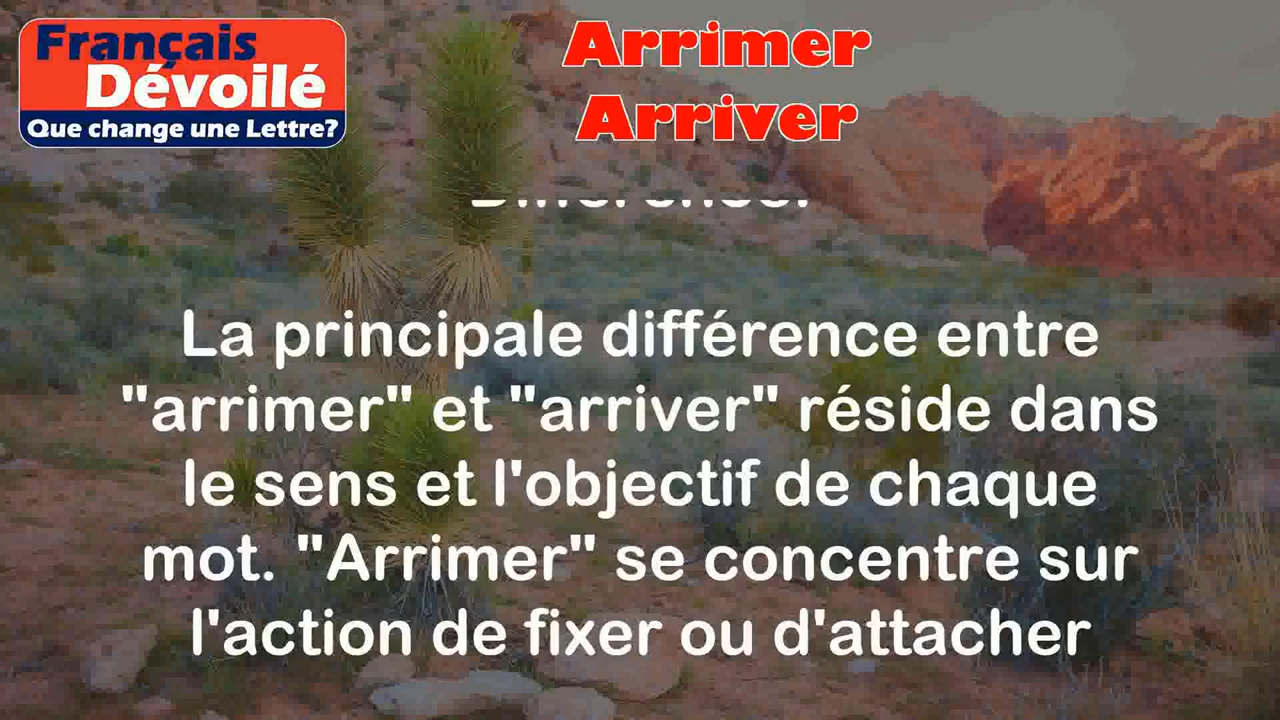 Français
Dévoilé
Que change une Lettre?
Arrimer
Arriver
La principale différence entre
"arrimer" et "arriver" réside dans
le sens et l'objectif de chaque
mot. "Arrimer" se concentre sur
l'action de fixer ou d'attacher